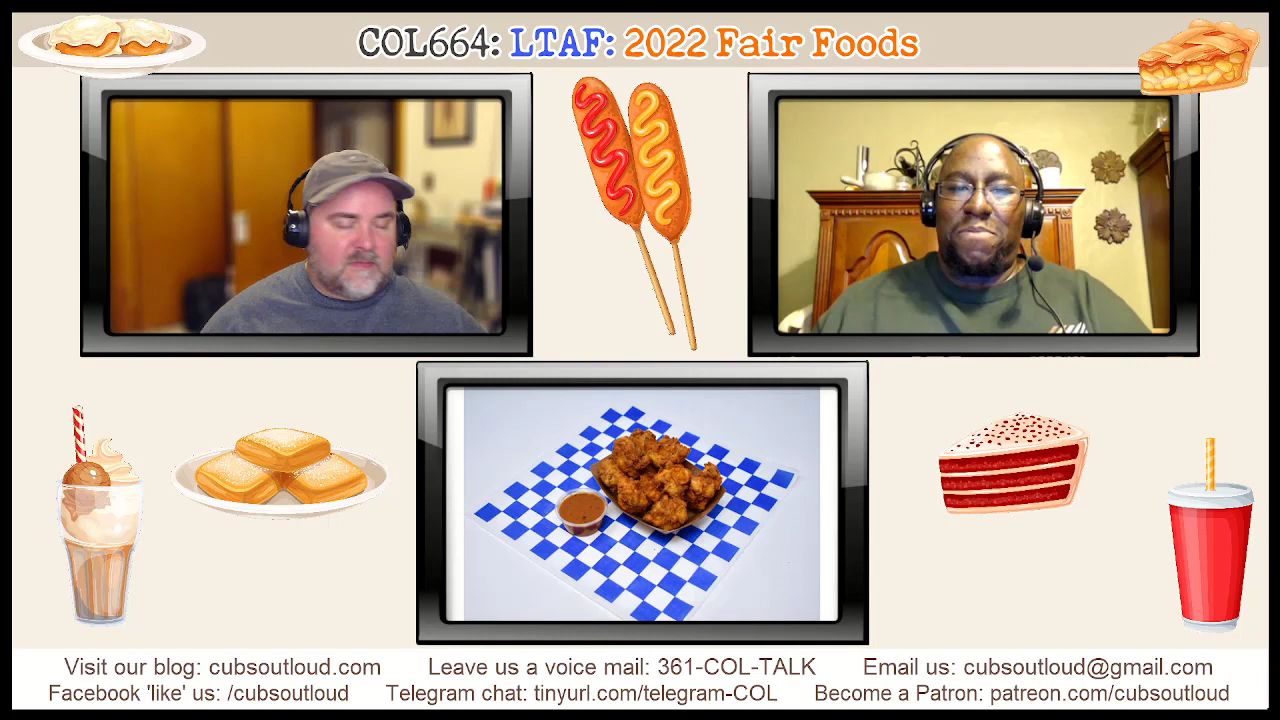 COL664: LTAF: 2022 Fair Foods
Visit our blog: cubsoutloud.com Leave us a voice mail: 361-COL-TALK Email us: cubsoutloud@gmail.com
Facebook 'like' us: /cubsoutloud Telegram chat: tinyurl.com/telegram-COL Become a Patron: patreon.com/cubsoutloud